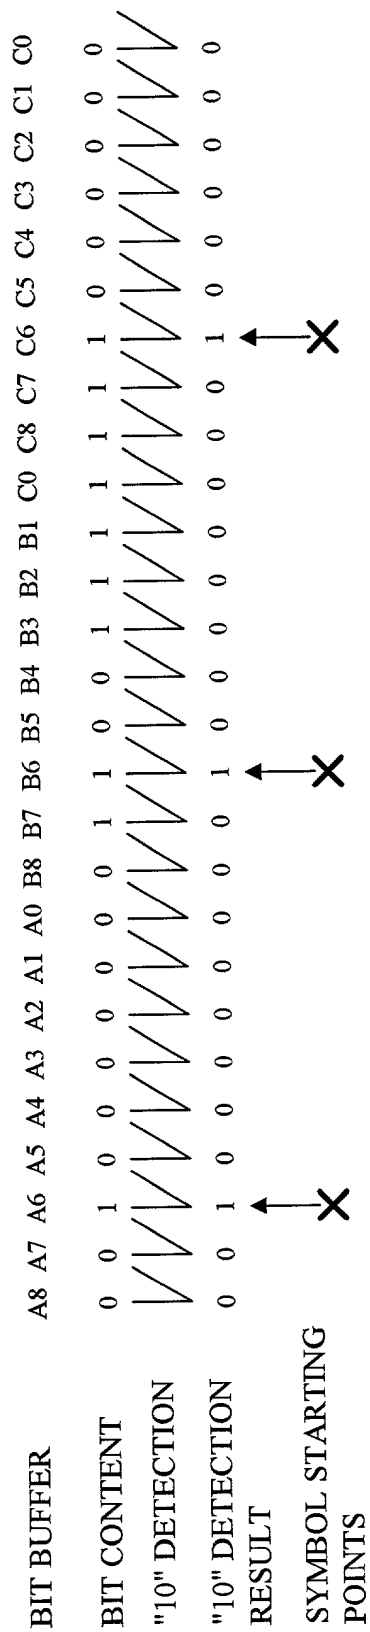 BIT BUFFER A8 A7 A6 A5 A4 A3 A2 A1 A0 B8 B7 B6 B5 B4 B3 B2 B1 C0 C8 C7 C6 C5 C4 C3 C2 C1 C0
BIT CONTENT 0 0 1 0 0 0 0 0 0 0 1 1 0 0 1 1 1 1 1 1 1 0 0 0 0 0 0
"10" DETECTION
"10" DETECTION 0 0 1 0 0 0 0 0 0 0 0 1 0 0 0 0 0 0 0 0 1 0 0 0 0 0 0
RESULT
SYMBOL STARTING
POINTS